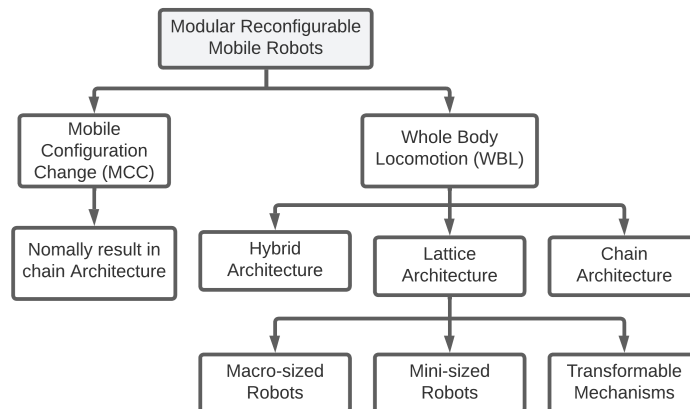 Modular Reconfigurable
Mobile Robots
Mobile
Configuration
Change (MCC)
Whole Body
Locomotion (WBL)
Nomally result in
chain Architecture
Hybrid
Architecture
Lattice
Architecture
Chain
Architecture
Macro-sized
Robots
Mini-sized
Robots
Transformable
Mechanisms